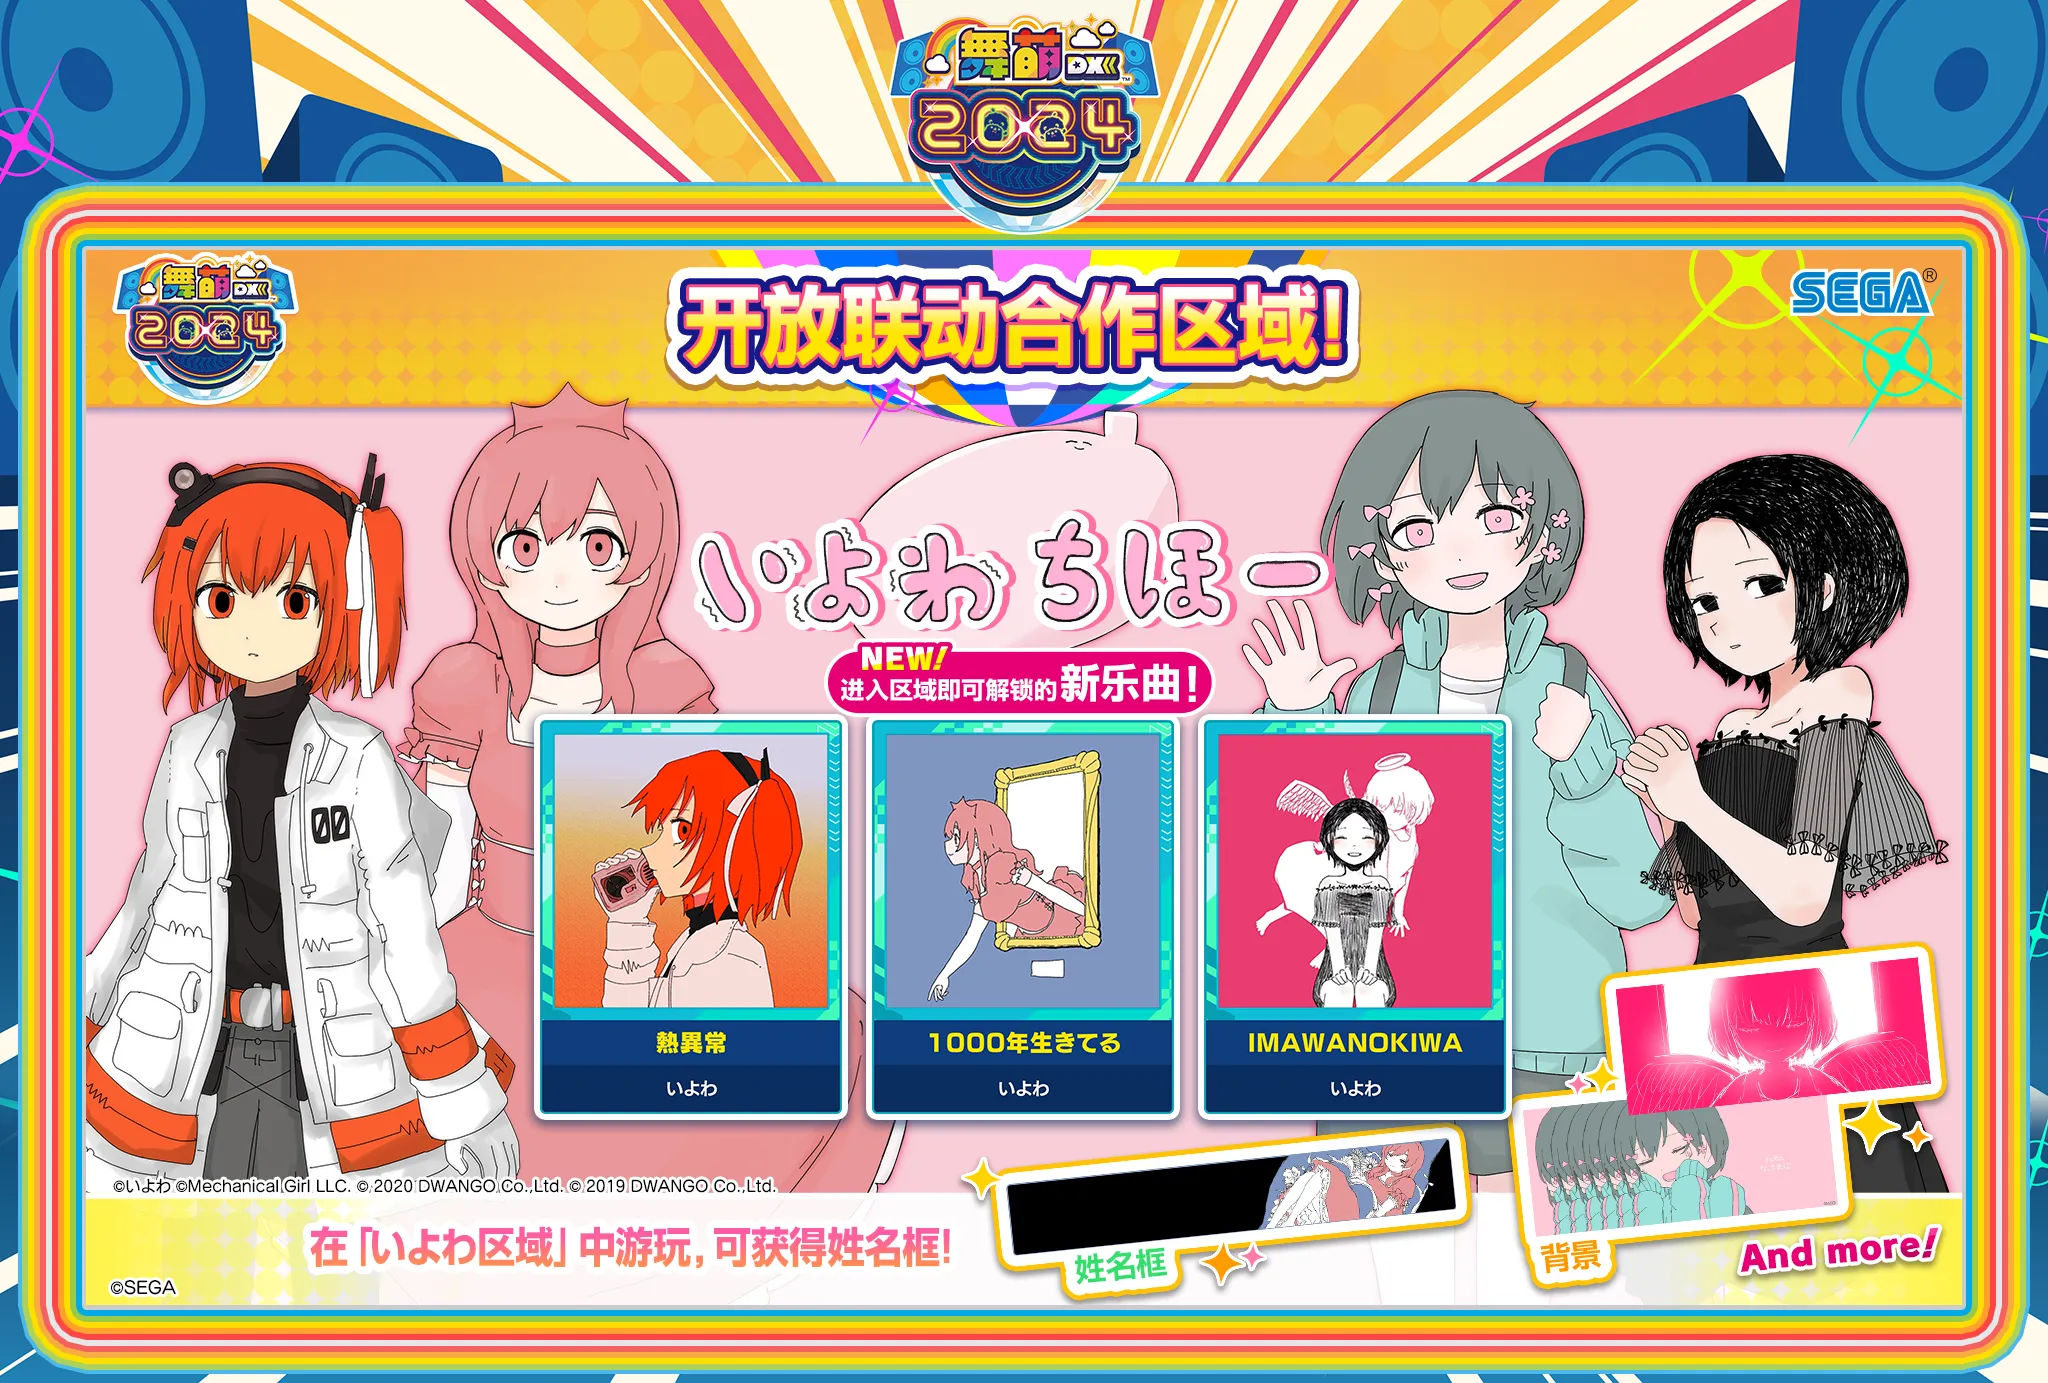 舞萌DX
2024
舞萌DX
2024
开放联动合作区域!
SEGA®
いよわちほー
NEW!
进入区域即可解锁的新乐曲!
00
熱異常
いよわ
1000年生きてる
いよわ
IMAWANOKIWA
いよわ
©いよわ ©Mechanical Girl LLC. © 2020 DWANGO Co.,Ltd. © 2019 DWANGO Co.,Ltd.
在「いよわ区域」中游玩,可获得姓名框!
姓名框
背景
And more!
©SEGA